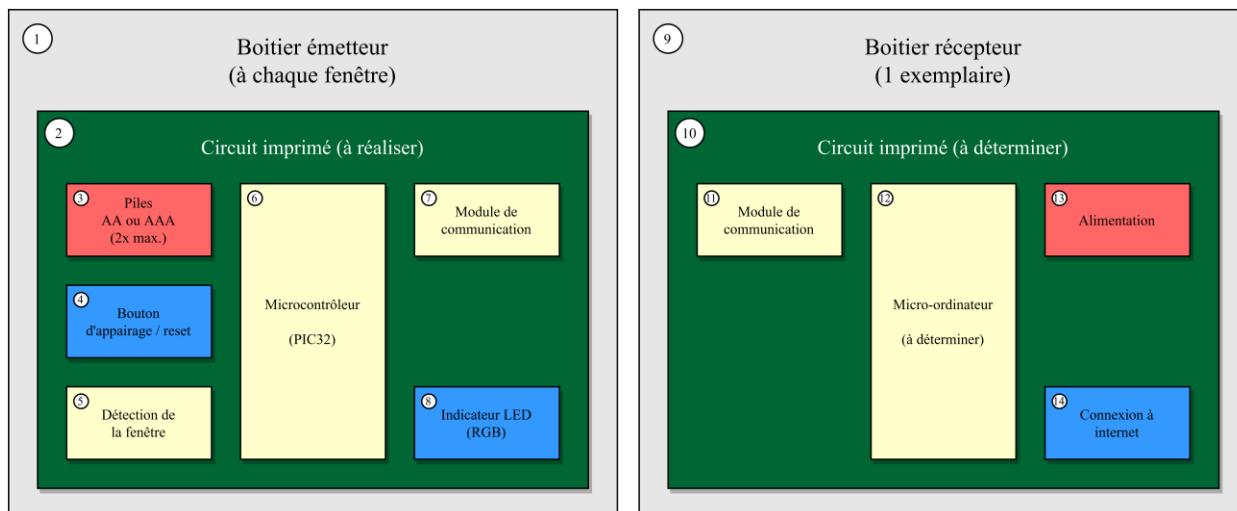 1
Boitier émetteur
(à chaque fenêtre)
2
Circuit imprimé (à réaliser)
3
Piles
AA ou AAA
(2x max.)
4
Bouton
d'appairage / reset
5
Détection de
la fenêtre
6
Microcontrôleur
(PIC32)
7
Module de
communication
8
Indicateur LED
(RGB)
9
Boitier récepteur
(1 exemplaire)
10
Circuit imprimé (à déterminer)
11
Module de
communication
12
Micro-ordinateur
(à déterminer)
13
Alimentation
14
Connexion à
internet